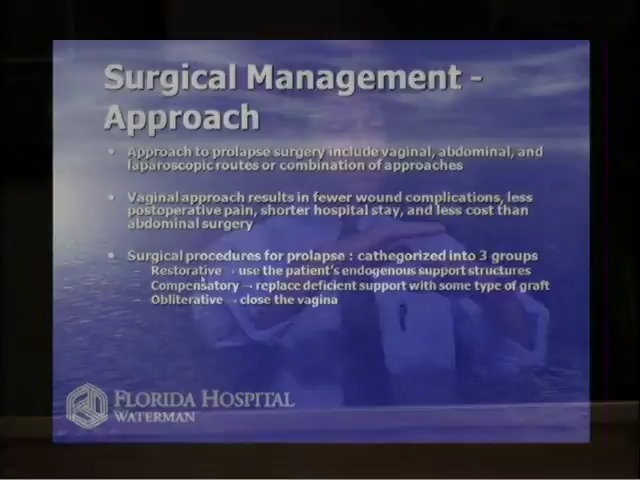 Surgical Management -
Approach
• Approach to prolapse surgery include vaginal, abdominal, and
laparoscopic routes or combination of approaches
• Vaginal approach results in fewer wound complications, less
postoperative pain, shorter hospital stay, and less cost than
abdominal surgery
• Surgical procedures for prolapse : cathegorized into 3 groups
– Restorative → use the patient's endogenous support structures
– Compensatory → replace deficient support with some type of graft
– Obliterative → close the vagina
FLORIDA HOSPITAL
WATERMAN